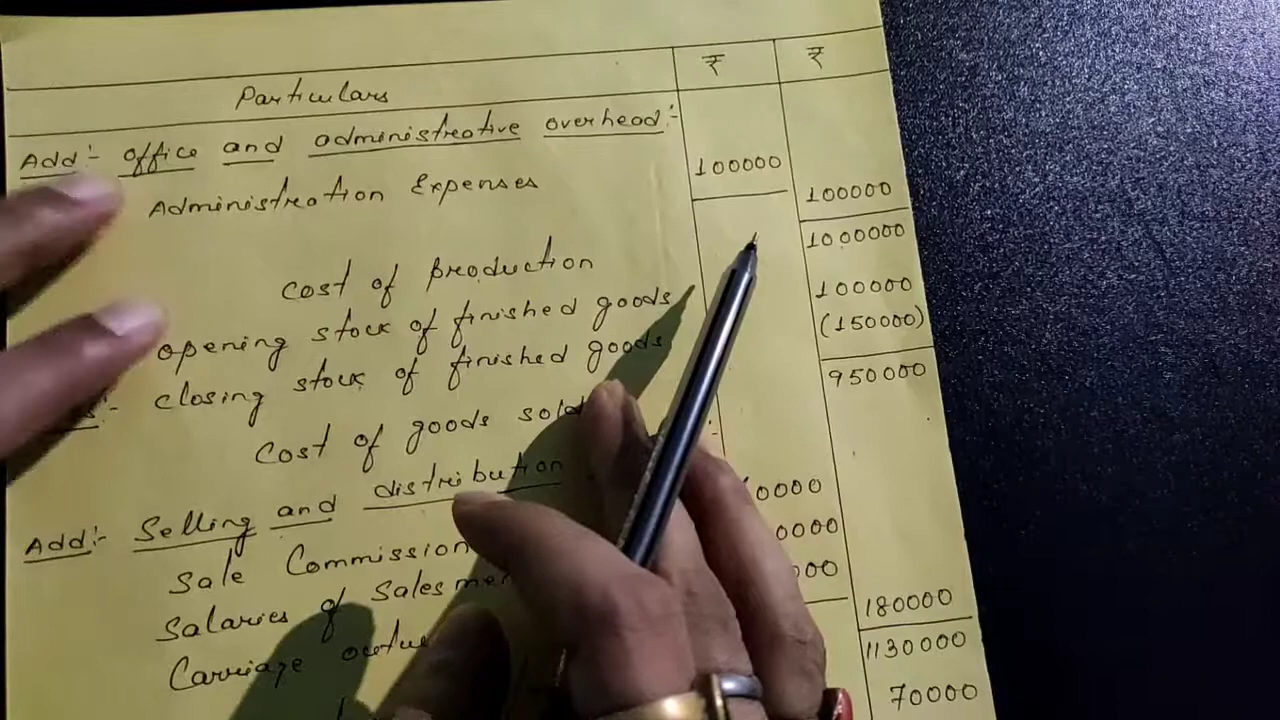 Particulars ₹ ₹
Add:- office and administrative overhead:-
Administration Expenses 100000 100000
1000000
cost of production
opening stock of finished goods 100000
closing stock of finished goods (150000)
cost of goods sold 950000
Add:- Selling and distribution
Sale Commission
Salaries of Salesmen
Carriage 180000
1130000
70000